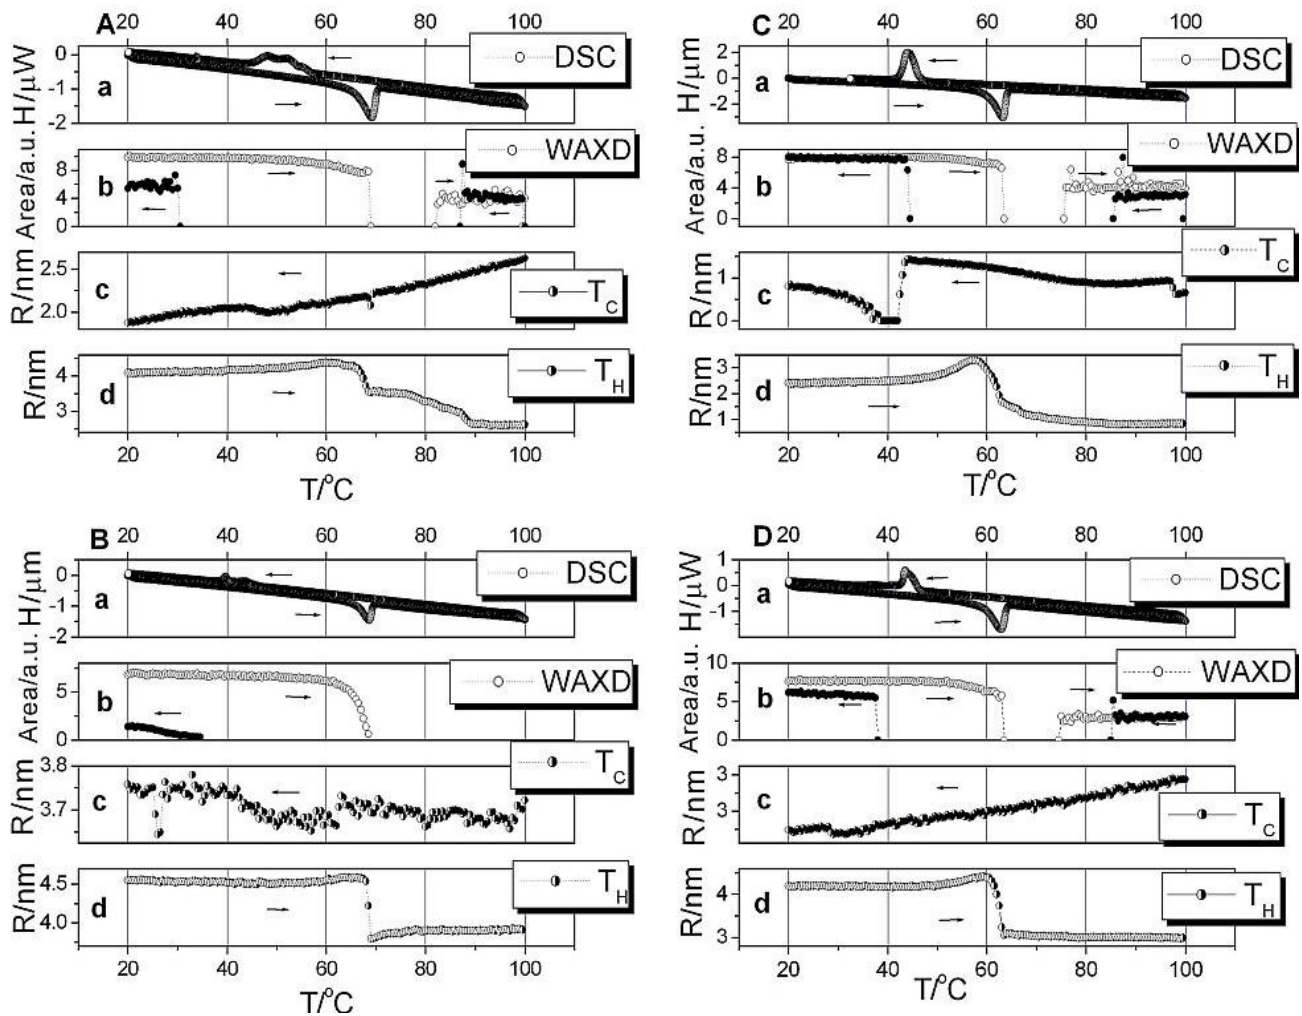 A 20 40 60 80 100
H/μW 0 -1 -2 a DSC
Area/a.u. 8 4 0 b WAXD
R/nm 2.5 2.0 c T_C
R/nm 4 3 d T_H
20 40 60 80 100
T/°C
C 20 40 60 80 100
H/μm 2 0 -2 a DSC
Area/a.u. 8 6 4 2 0 b WAXD
R/nm 1 0 c T_C
R/nm 3 2 1 d T_H
20 40 60 80 100
T/°C
B 20 40 60 80 100
H/μm 0 -1 -2 a DSC
Area/a.u. 5 0 b WAXD
R/nm 3.8 3.7 c T_C
R/nm 4.5 4.0 d T_H
20 40 60 80 100
T/°C
D 20 40 60 80 100
H/μW 1 0 -1 a DSC
Area/a.u. 10 5 0 b WAXD
R/nm 3 3 c T_C
R/nm 4 3 d T_H
20 40 60 80 100
T/°C